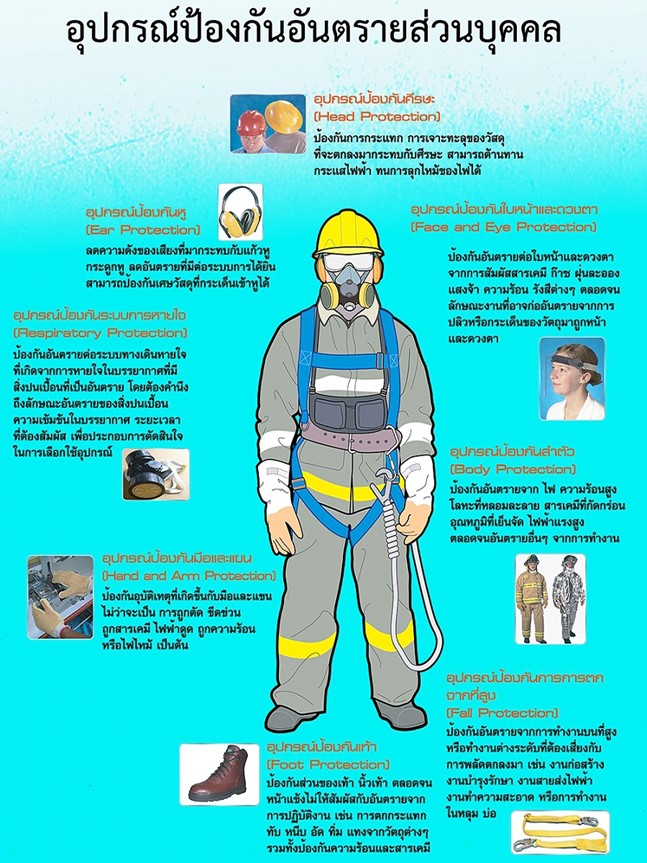 อุปกรณ์ป้องกันอันตรายส่วนบุคคล
อุปกรณ์ป้องกันศีรษะ
(Head Protection)
ป้องกันการกระแทก การเจาะทะลุของวัสดุ
ที่จะตกลงมากระทบกับศีรษะ สามารถต้านทาน
กระแสไฟฟ้า ทนการลุกไหม้ของไฟได้
อุปกรณ์ป้องกันหู
(Ear Protection)
ลดความดังของเสียงที่มากระทบกับแก้วหู
กระดูกหู ลดอันตรายที่มีต่อระบบการได้ยิน
สามารถป้องกันเศษวัสดุที่กระเด็นเข้าหูได้
อุปกรณ์ป้องกันใบหน้าและดวงตา
(Face and Eye Protection)
ป้องกันอันตรายต่อใบหน้าและดวงตา
จากการสัมผัสสารเคมี ก๊าซ ฝุ่นละออง
แสงจ้า ความร้อน รังสีต่างๆ ตลอดจน
ลักษณะงานที่อาจก่ออันตรายจากการ
ปลิวหรือกระเด็นของวัตถุมาถูกหน้า
และดวงตา
อุปกรณ์ป้องกันระบบการหายใจ
(Respiratory Protection)
ป้องกันอันตรายต่อระบบทางเดินหายใจ
ที่เกิดจากการหายใจในบรรยากาศที่มี
สิ่งปนเปื้อนที่เป็นอันตราย โดยต้องคำนึง
ถึงลักษณะอันตรายของสิ่งปนเปื้อน
ความเข้มข้นในบรรยากาศ ระยะเวลา
ที่ต้องสัมผัส เพื่อประกอบการตัดสินใจ
ในการเลือกใช้อุปกรณ์
อุปกรณ์ป้องกันลำตัว
(Body Protection)
ป้องกันอันตรายจาก ไฟ ความร้อนสูง
โลหะที่หลอมละลาย สารเคมีที่กัดกร่อน
อุณหภูมิที่เย็นจัด ไฟฟ้าแรงสูง
ตลอดจนอันตรายอื่นๆ จากการทำงาน
อุปกรณ์ป้องกันมือและแขน
(Hand and Arm Protection)
ป้องกันอุบัติเหตุที่เกิดขึ้นกับมือและแขน
ไม่ว่าจะเป็น การถูกตัด ขีดข่วน
ถูกสารเคมี ไฟฟ้าดูด ถูกความร้อน
หรือไฟไหม้ เป็นต้น
อุปกรณ์ป้องกันการการตก
จากที่สูง
(Fall Protection)
ป้องกันอันตรายจากการทำงานบนที่สูง
หรือทำงานต่างระดับที่ต้องเสี่ยงกับ
การพลัดตกลงมา เช่น งานก่อสร้าง
งานบำรุงรักษา งานสายส่งไฟฟ้า
งานทำความสะอาด หรือการทำงาน
ในหลุม บ่อ
อุปกรณ์ป้องกันเท้า
(Foot Protection)
ป้องกันส่วนของเท้า นิ้วเท้า ตลอดจน
หน้าแข้งไม่ให้สัมผัสกับอันตรายจาก
การปฏิบัติงาน เช่น การตกกระแทก
ทับ หนีบ อัด ทิ่ม แทงจากวัตถุต่างๆ
รวมทั้งป้องกันความร้อนและสารเคมี